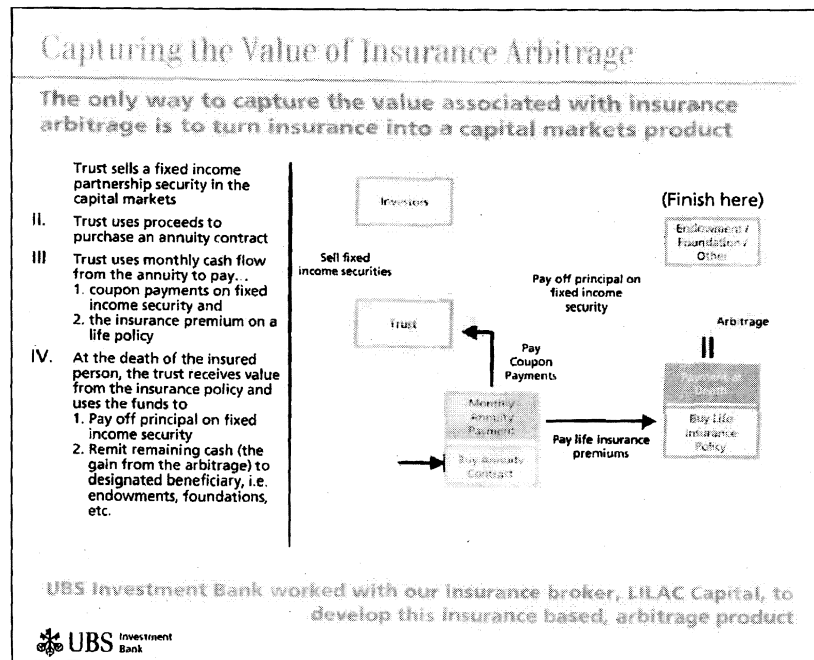 Capturing the Value of Insurance Arbitrage
The only way to capture the value associated with insurance
arbitrage is to turn insurance into a capital markets product
Trust sells a fixed income
partnership security in the
capital markets
II. Trust uses proceeds to
purchase an annuity contract
III Trust uses monthly cash flow
from the annuity to pay...
1. coupon payments on fixed
income security and
2. the insurance premium on a
life policy
IV. At the death of the insured
person, the trust receives value
from the insurance policy and
uses the funds to
1. Pay off principal on fixed
income security
2. Remit remaining cash (the
gain from the arbitrage) to
designated beneficiary, i.e.
endowments, foundations,
etc.
Investors
Sell fixed
income securities
Trust
Pay
Coupon
Payments
Monthly
Annuity
Payment
Buy Annuity
Contract
Pay life insurance
premiums
Pay off principal on
fixed income
security
(Finish here)
Endowment /
Foundation /
Other
Arbitrage
Buy Life
Insurance
Policy
UBS Investment Bank worked with our insurance broker, LILAC Capital, to
develop this insurance based, arbitrage product
UBS Investment
Bank